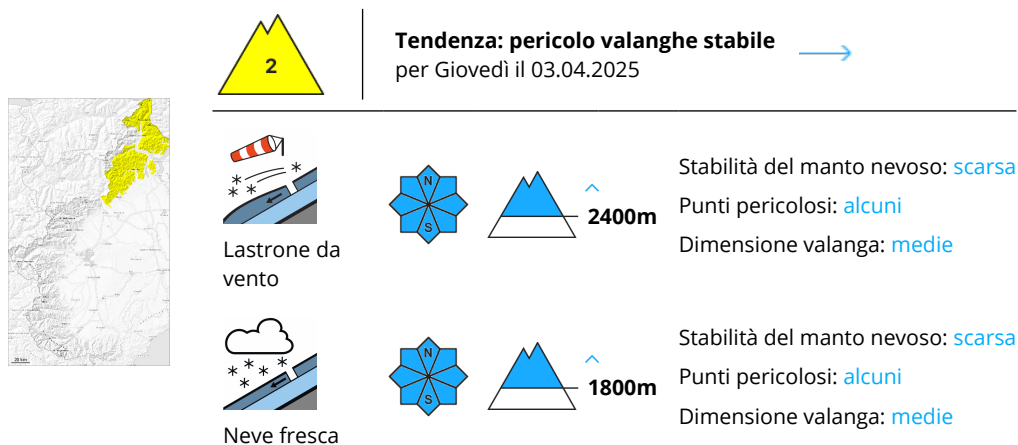 2
Tendenza: pericolo valanghe stabile
per Giovedì il 03.04.2025
20 km
N
S
2400m
Stabilità del manto nevoso: scarsa
Punti pericolosi: alcuni
Dimensione valanga: medie
Lastrone da
vento
N
S
1800m
Stabilità del manto nevoso: scarsa
Punti pericolosi: alcuni
Dimensione valanga: medie
Neve fresca